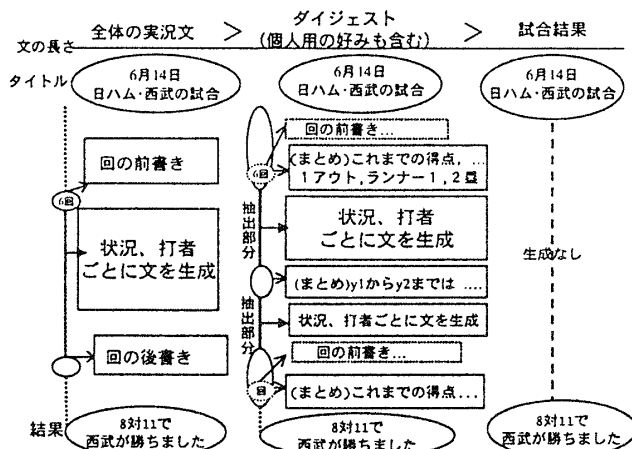 文の長さ
全体の実況文
>
ダイジェスト
(個人用の好みも含む)
>
試合結果
タイトル
6月14日
日ハム・西武の試合
6月14日
日ハム・西武の試合
6月14日
日ハム・西武の試合
回の前書き
6回
状況、打者
ごとに文を生成
回の後書き
結果
8対11で
西武が勝ちました
回の前書き...
6回
(まとめ)これまでの得点, ...
1アウト,ランナー1,2塁
抽出部分
状況、打者
ごとに文を生成
(まとめ)y1からy2までは ....
抽出部分
状況、打者ごとに文を生成
回の前書き...
回
(まとめ)これまでの得点...
8対11で
西武が勝ちました
生成なし
8対11で
西武が勝ちました